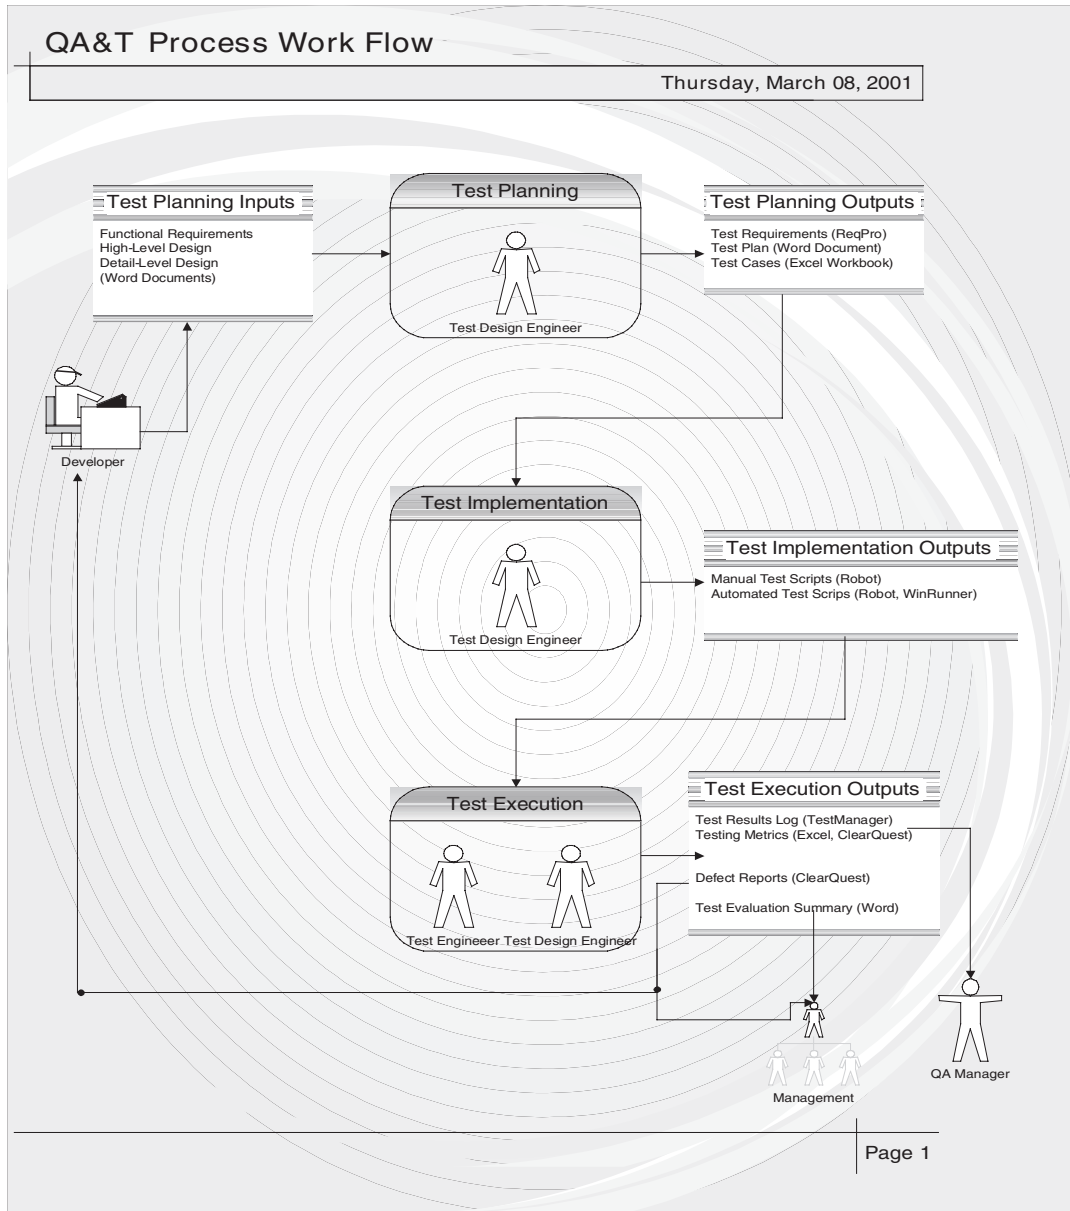 QA&T Process Work Flow
Thursday, March 08, 2001
Test Planning Inputs
Functional Requirements
High-Level Design
Detail-Level Design
(Word Documents)
Test Planning
Test Design Engineer
Test Planning Outputs
Test Requirements (ReqPro)
Test Plan (Word Document)
Test Cases (Excel Workbook)
Developer
Test Implementation
Test Design Engineer
Test Implementation Outputs
Manual Test Scripts (Robot)
Automated Test Scrips (Robot, WinRunner)
Test Execution
Test Engineeer
Test Design Engineer
Test Execution Outputs
Test Results Log (TestManager)
Testing Metrics (Excel, ClearQuest)
Defect Reports (ClearQuest)
Test Evaluation Summary (Word)
Management
QA Manager
Page 1